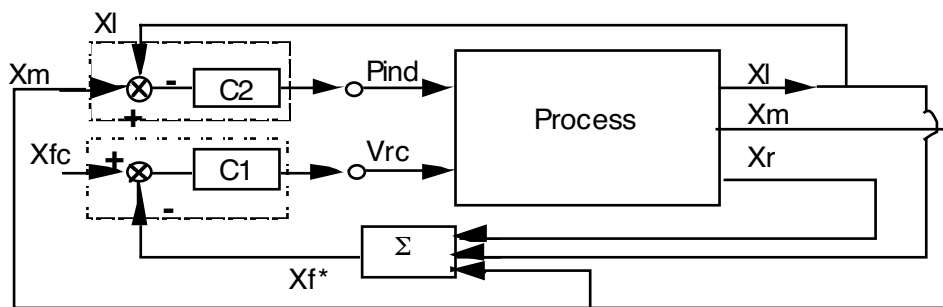 Xl
Xm
-
C2
Pind
+
Xfc
+
C1
Vrc
-
Process
Xl
Xm
Xr
Σ
Xf*